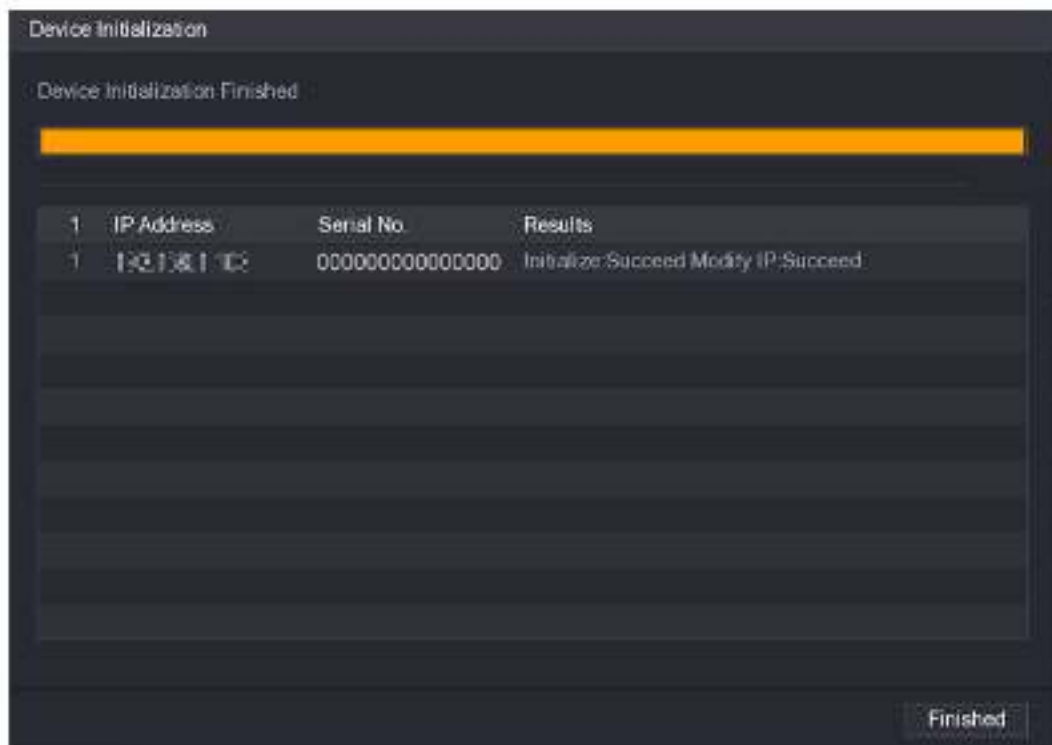 Device Initialization
Device Initialization Finished
1 IP Address Serial No. Results
1 000000000000000 Initialize:Succeed Modify IP:Succeed
Finished